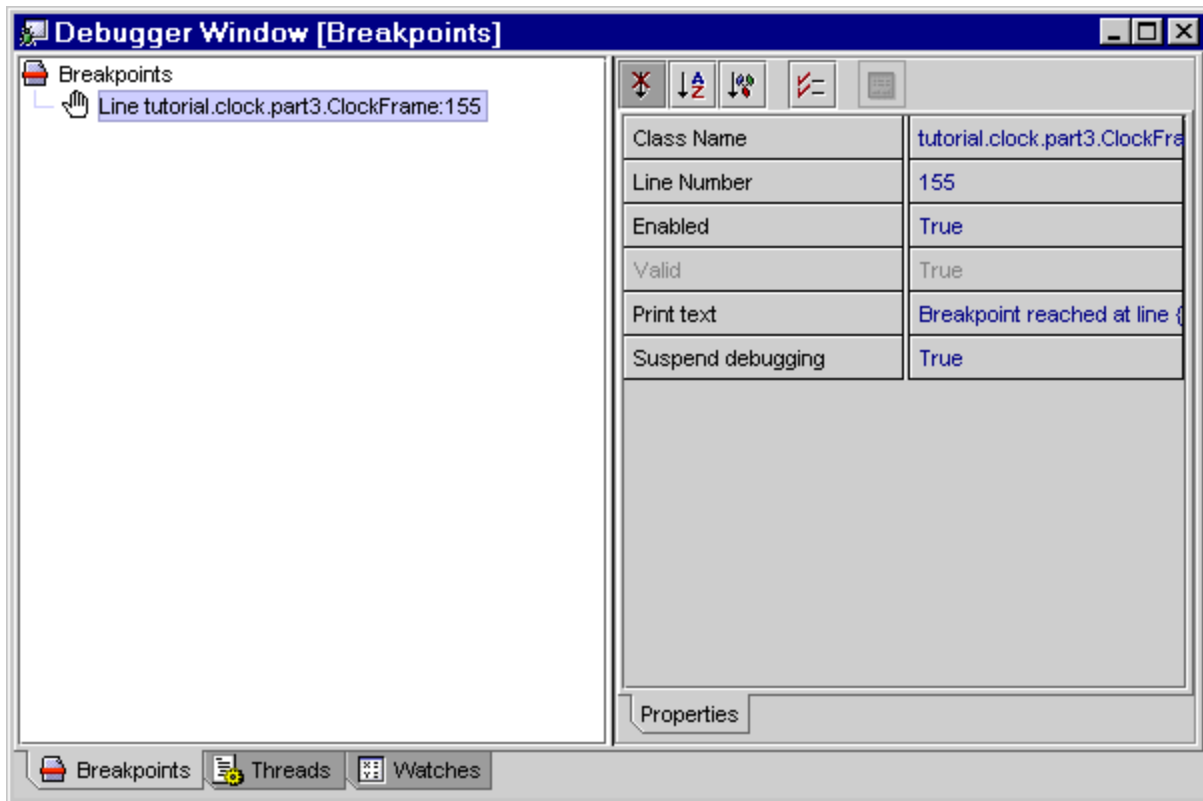 Debugger Window [Breakpoints]
Breakpoints
Line tutorial.clock.part3.ClockFrame:155
Class Name tutorial.clock.part3.ClockFra
Line Number 155
Enabled True
Valid True
Print text Breakpoint reached at line {
Suspend debugging True
Properties
Breakpoints Threads Watches